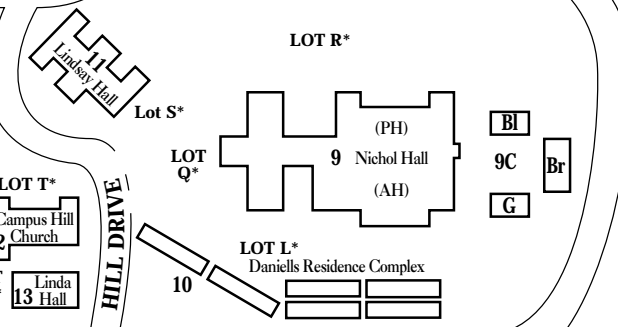 LOT R*
11
Lindsay Hall
Lot S*
(PH)
Bl
LOT
Q*
9 Nichol Hall
9C
Br
(AH)
G
LOT T*
Campus Hill
Church
2
HILL DRIVE
LOT L*
Daniells Residence Complex
10
13 Linda
Hall